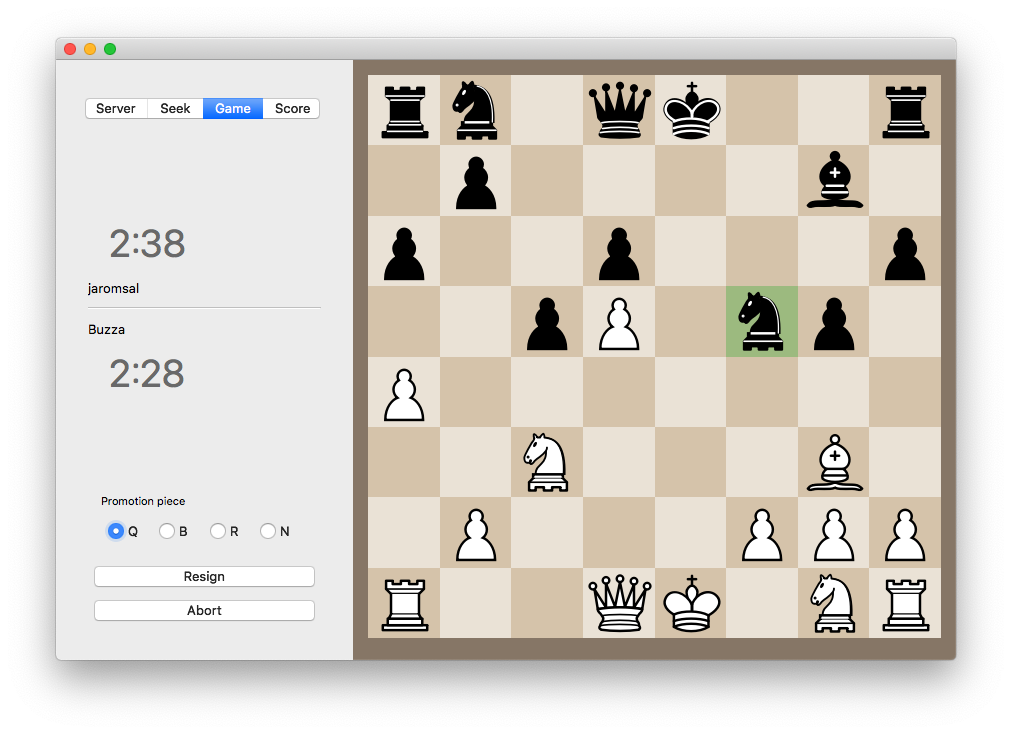 Server Seek Game Score
2:38
jaromsal
Buzza
2:28
Promotion piece
Q B R N
Resign
Abort